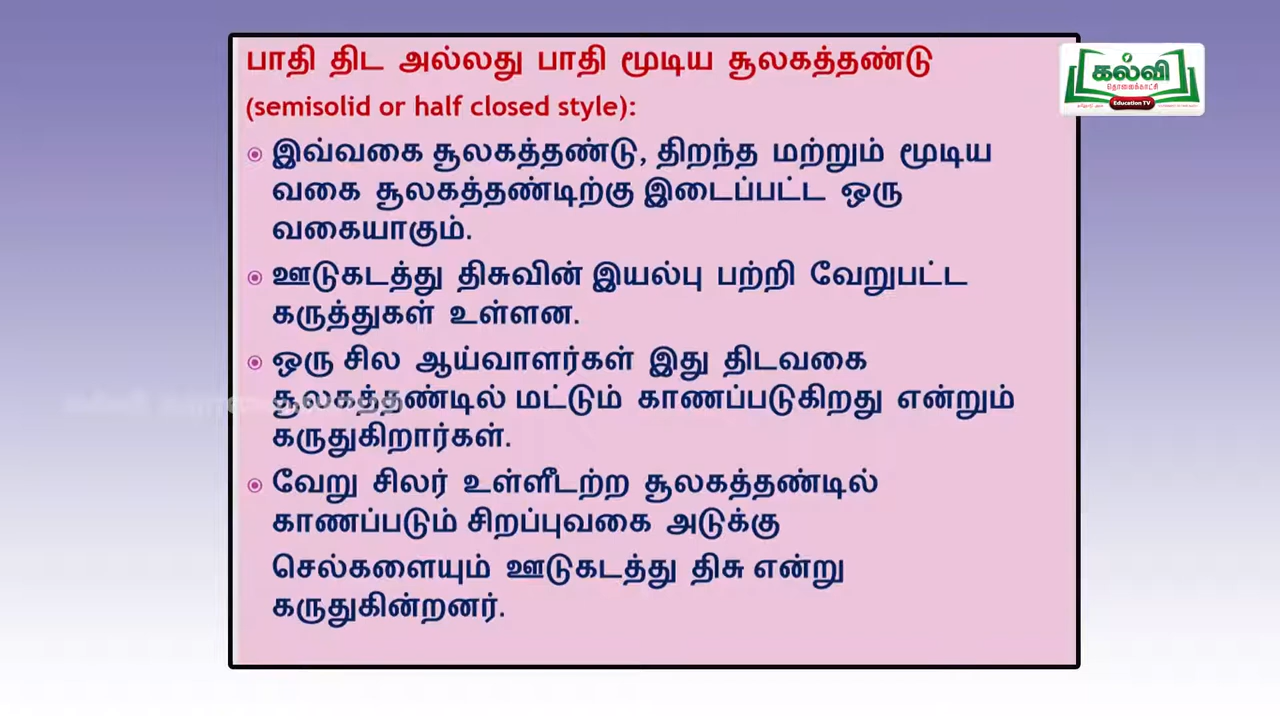 பாதி திட அல்லது பாதி மூடிய சூலகத்தண்டு
(semisolid or half closed style):
இவ்வகை சூலகத்தண்டு, திறந்த மற்றும் மூடிய
வகை சூலகத்தண்டிற்கு இடைப்பட்ட ஒரு
வகையாகும்.
ஊடுகடத்து திசுவின் இயல்பு பற்றி வேறுபட்ட
கருத்துகள் உள்ளன.
ஒரு சில ஆய்வாளர்கள் இது திடவகை
சூலகத்தண்டில் மட்டும் காணப்படுகிறது என்றும்
கருதுகிறார்கள்.
வேறு சிலர் உள்ளீடற்ற சூலகத்தண்டில்
காணப்படும் சிறப்புவகை அடுக்கு
செல்களையும் ஊடுகடத்து திசு என்று
கருதுகின்றனர்.
கல்வி
தொலைக்காட்சி
Education TV